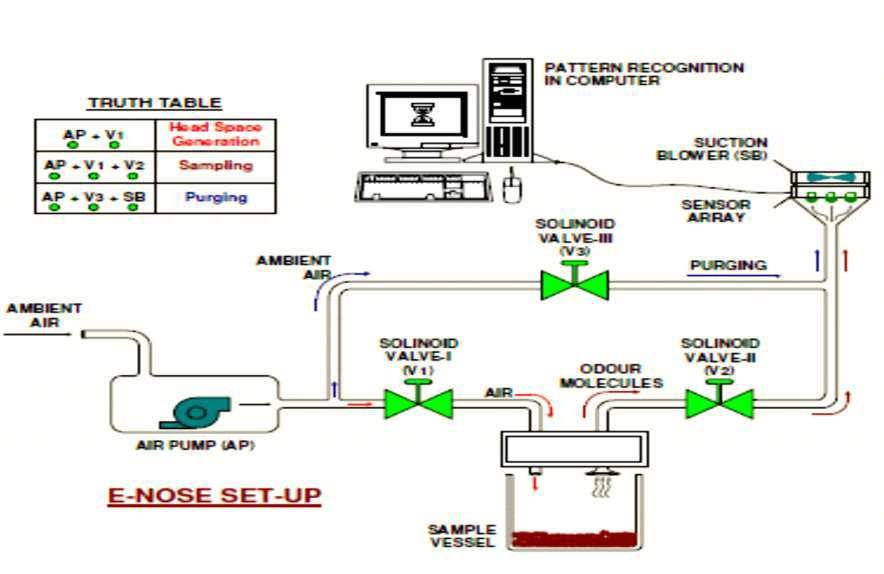 PATTERN RECOGNITION
IN COMPUTER
TRUTH TABLE
AP + V1
Head Space
Generation
AP + V1 + V2
Sampling
AP + V3 + SB
Purging
SUCTION
BLOWER (SB)
SENSOR
ARRAY
SOLINOID
VALVE-III
(V3)
AMBIENT
AIR
PURGING
AMBIENT
AIR
SOLINOID
VALVE-I
(V1)
SOLINOID
VALVE-II
(V2)
ODOUR
MOLECULES
AIR
AIR PUMP (AP)
E-NOSE SET-UP
SAMPLE
VESSEL